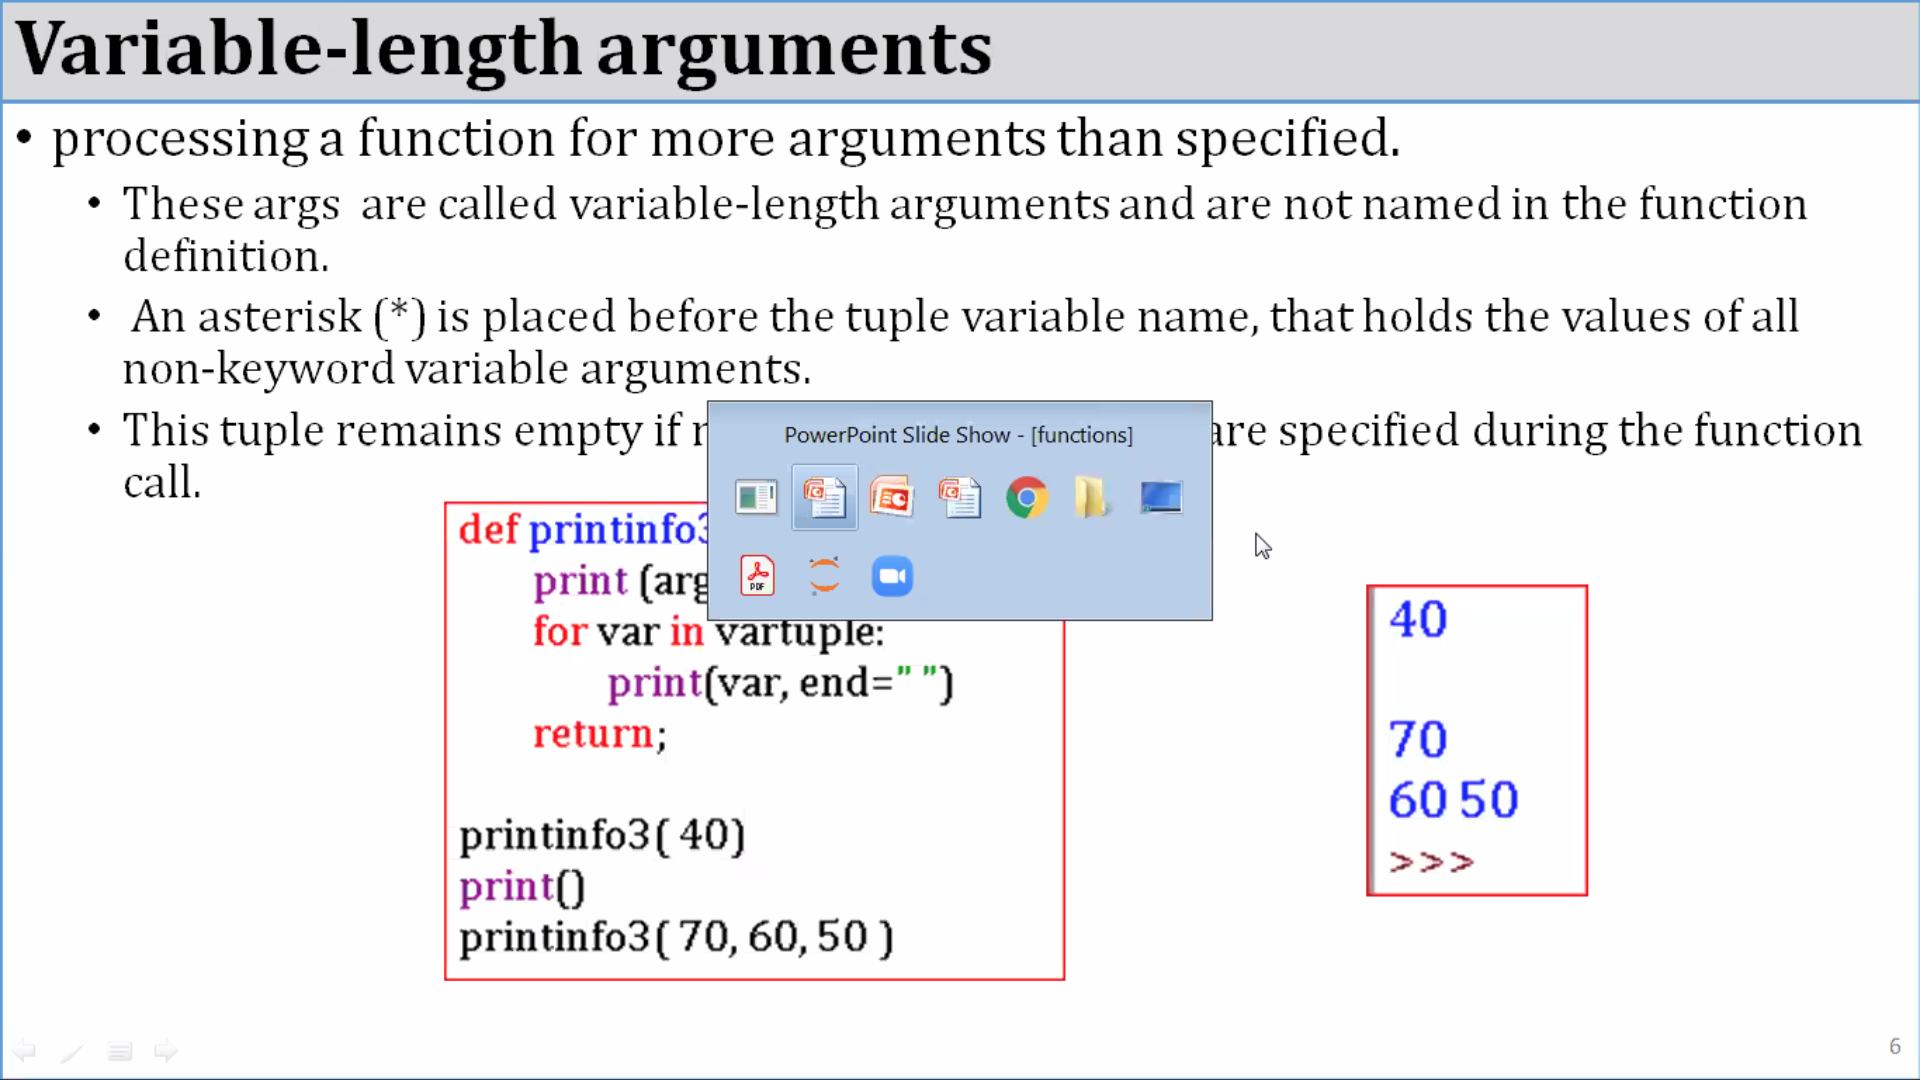 Variable-length arguments
• processing a function for more arguments than specified.
• These args are called variable-length arguments and are not named in the function
definition.
• An asterisk (*) is placed before the tuple variable name, that holds the values of all
non-keyword variable arguments.
• This tuple remains empty if are specified during the function
call.
PowerPoint Slide Show - [functions]
PDF
def printinfo3
print (arg
for var in vartuple:
print(var, end=" ")
return;
printinfo3( 40)
print()
printinfo3( 70, 60, 50 )
40
70
60 50
>>>
6